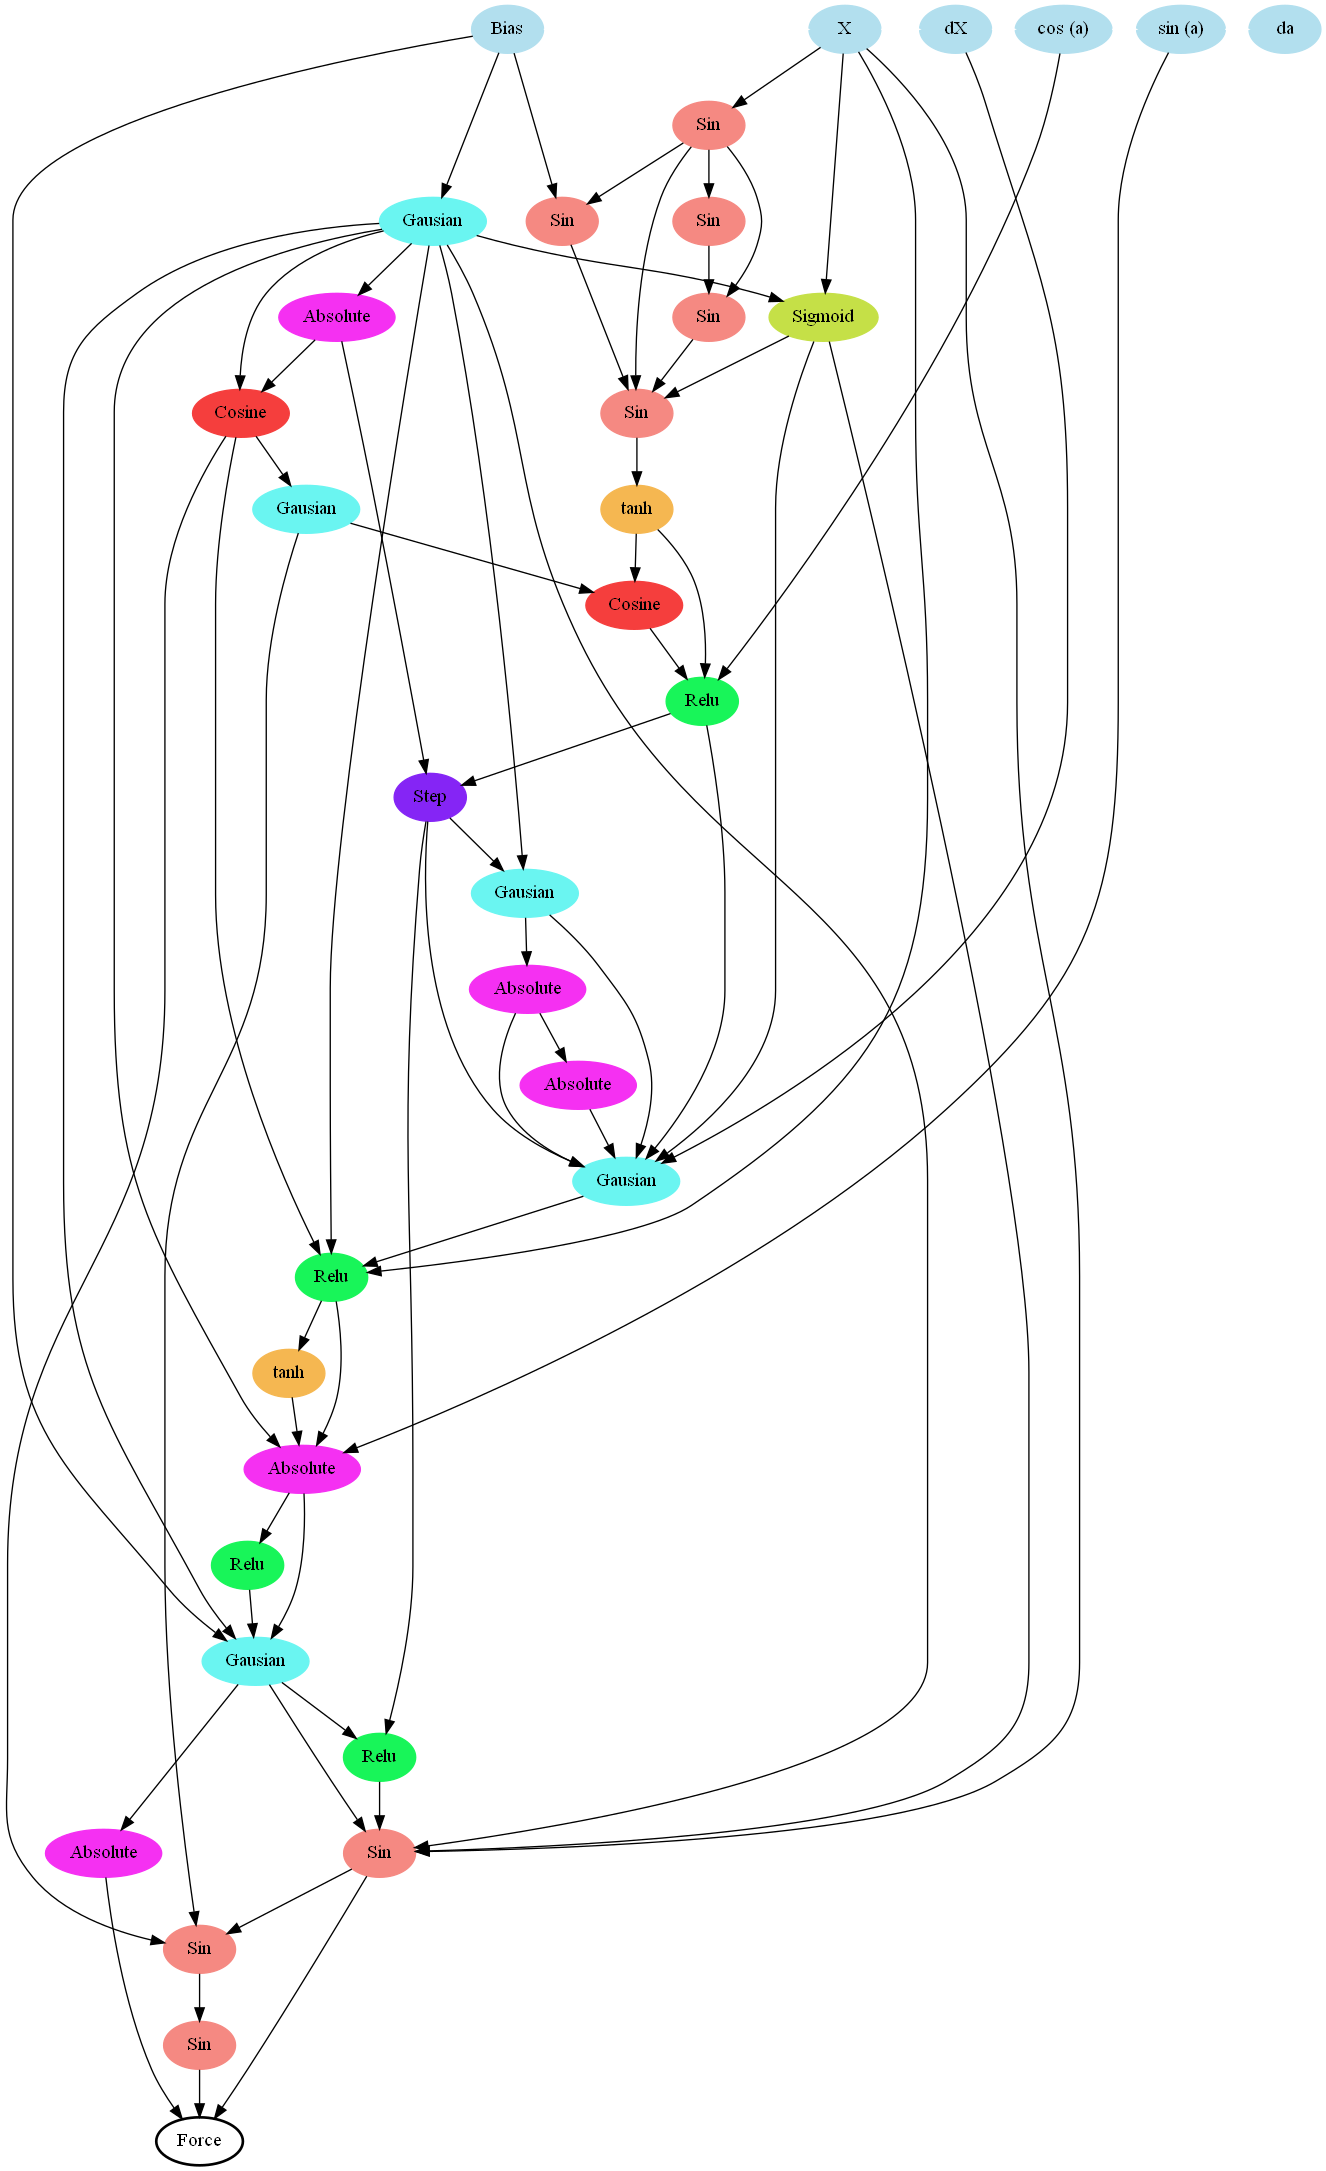 Bias X dX cos (a) sin (a) da
Sin
Gausian Sin Sin
Absolute Sin Sigmoid
Cosine Sin
Gausian tanh
Cosine
Relu
Step
Gausian
Absolute
Absolute
Gausian
Relu
tanh
Absolute
Relu
Gausian
Relu
Absolute Sin
Sin
Sin
Force